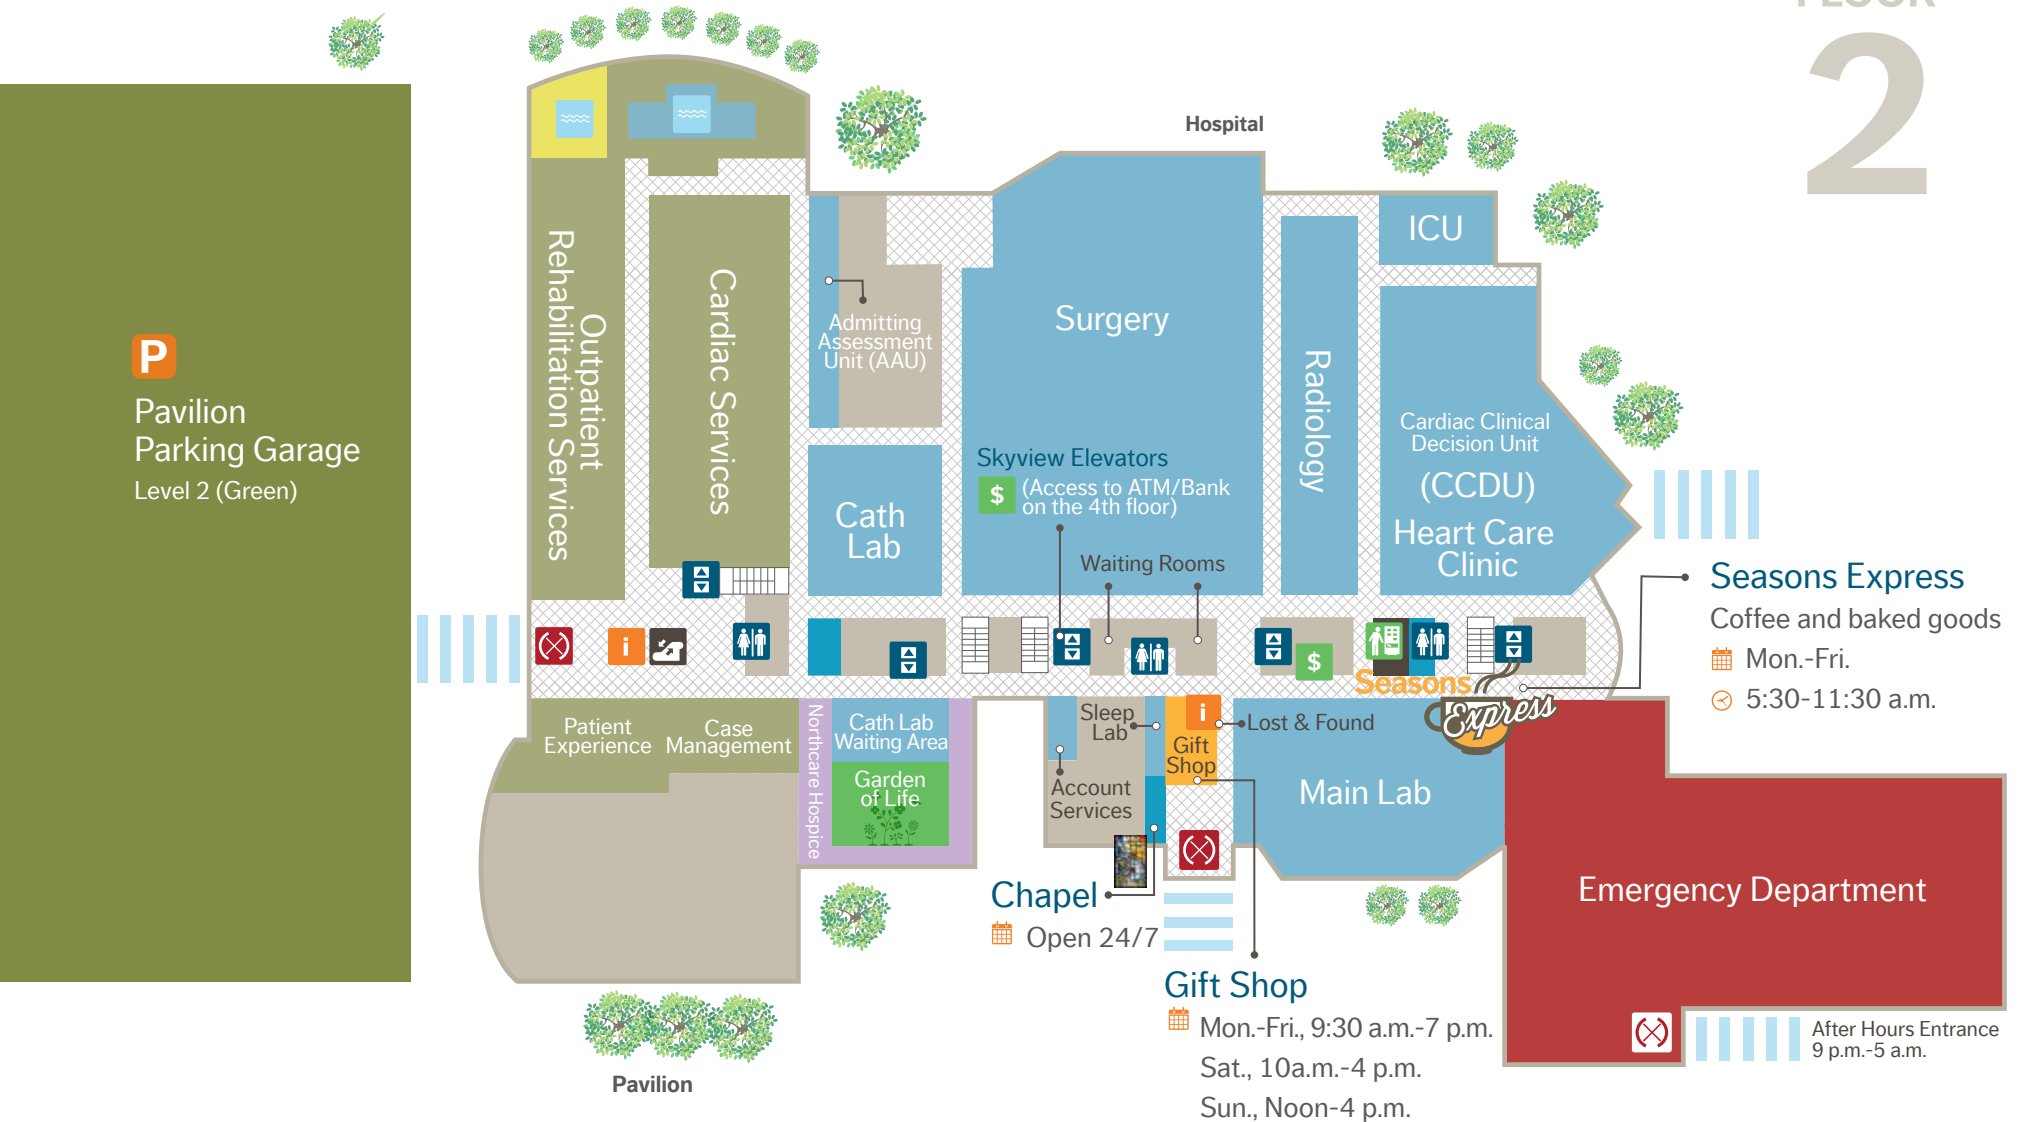 FLOOR
2
Hospital
P
Pavilion
Parking Garage
Level 2 (Green)
Outpatient
Rehabilitation Services
Cardiac Services
Admitting
Assessment
Unit (AAU)
Cath
Lab
Surgery
Skyview Elevators
$
(Access to ATM/Bank
on the 4th floor)
Waiting Rooms
Radiology
ICU
Cardiac Clinical
Decision Unit
(CCDU)
Heart Care
Clinic
Seasons Express
Coffee and baked goods
Mon.-Fri.
5:30-11:30 a.m.
i
$
Seasons
Express
Patient
Experience
Case
Management
Northcare Hospice
Cath Lab
Waiting Area
Garden
of Life
Sleep
Lab
Account
Services
i
Lost & Found
Gift
Shop
Main Lab
Emergency Department
Chapel
Open 24/7
Gift Shop
Mon.-Fri., 9:30 a.m.-7 p.m.
Sat., 10a.m.-4 p.m.
Sun., Noon-4 p.m.
After Hours Entrance
9 p.m.-5 a.m.
Pavilion